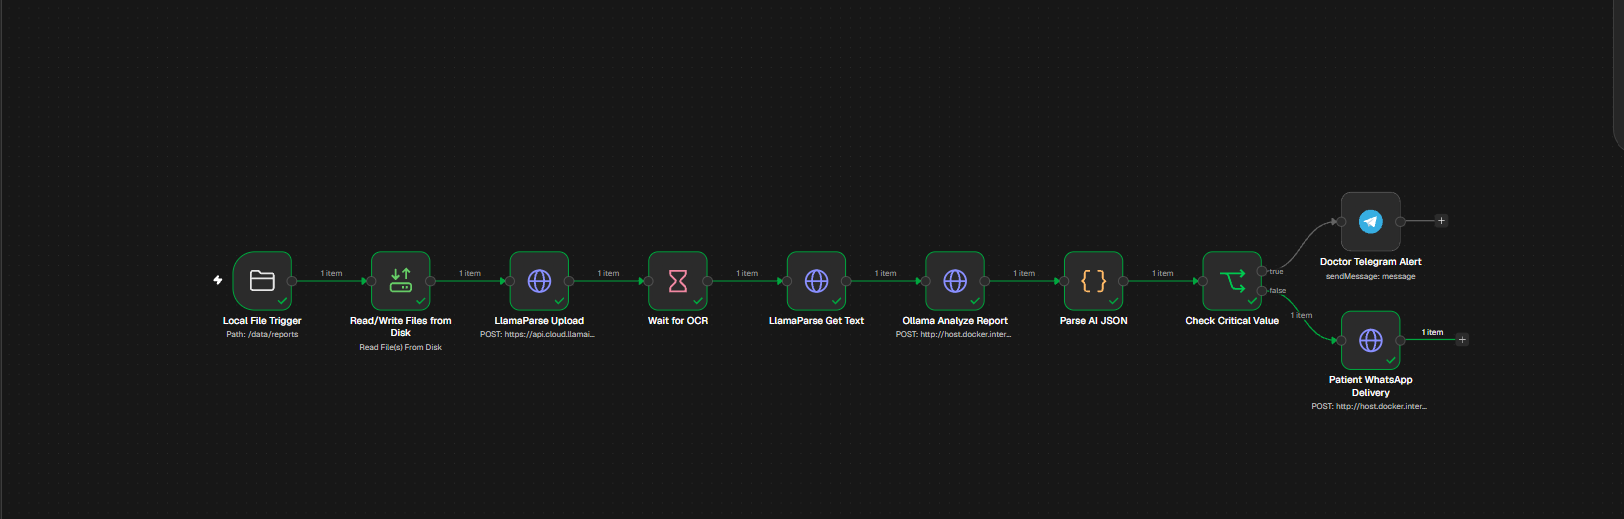 1 item
1 item
1 item
1 item
1 item
1 item
1 item
true
false
1 item
1 item
Local File Trigger
Path: /data/reports
Read/Write Files from
Disk
Read File(s) From Disk
LlamaParse Upload
POST: https://api.cloud.llamai...
Wait for OCR
LlamaParse Get Text
Ollama Analyze Report
POST: http://host.docker.inter...
Parse AI JSON
Check Critical Value
Doctor Telegram Alert
sendMessage: message
Patient WhatsApp
Delivery
POST: http://host.docker.inter...